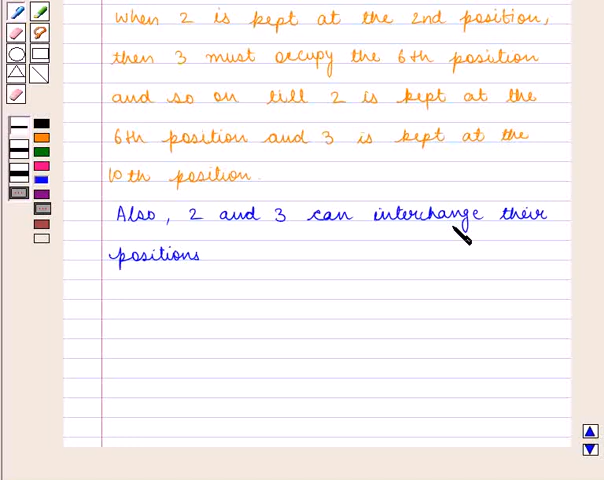 When 2 is kept at the 2nd position,
then 3 must occupy the 6th position
and so on till 2 is kept at the
6th position and 3 is kept at the
10th position.
Also, 2 and 3 can interchange their
positions